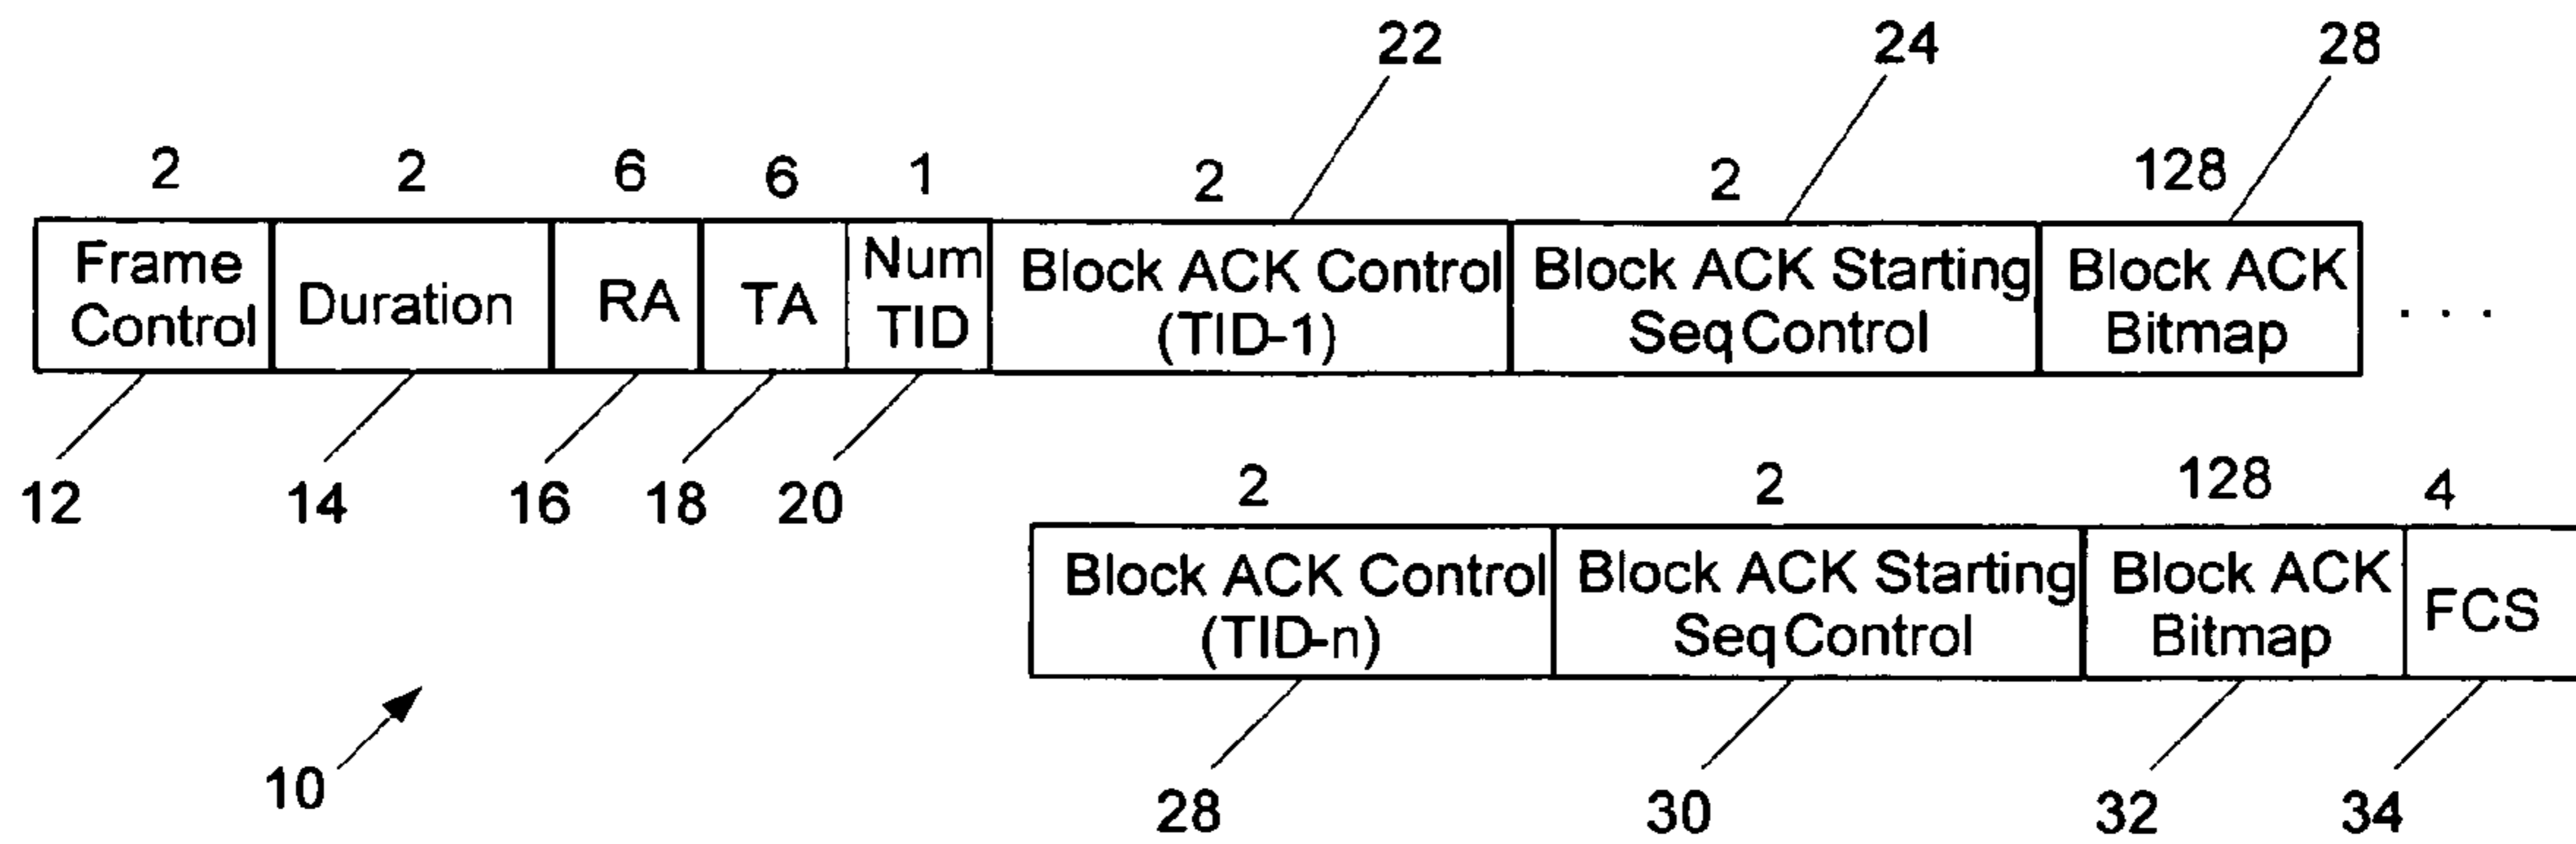 22 24 28
2 2 6 6 1 2 2 128
Frame Control Duration RA TA Num TID Block ACK Control (TID-1) Block ACK Starting Seq Control Block ACK Bitmap . . .
12 14 16 18 20
2 2 128 4
Block ACK Control (TID-n) Block ACK Starting Seq Control Block ACK Bitmap FCS
10
28 30 32 34